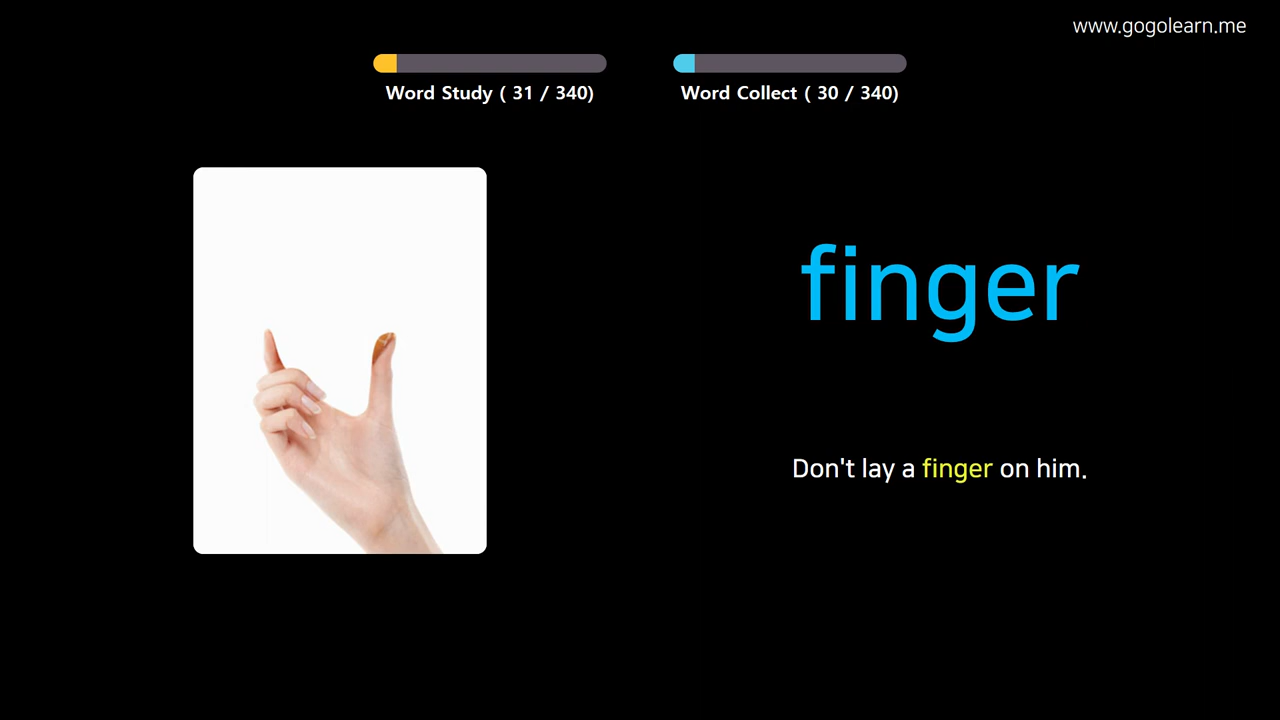 www.gogolearn.me
Word Study ( 31 / 340)
Word Collect ( 30 / 340)
finger
Don't lay a finger on him.